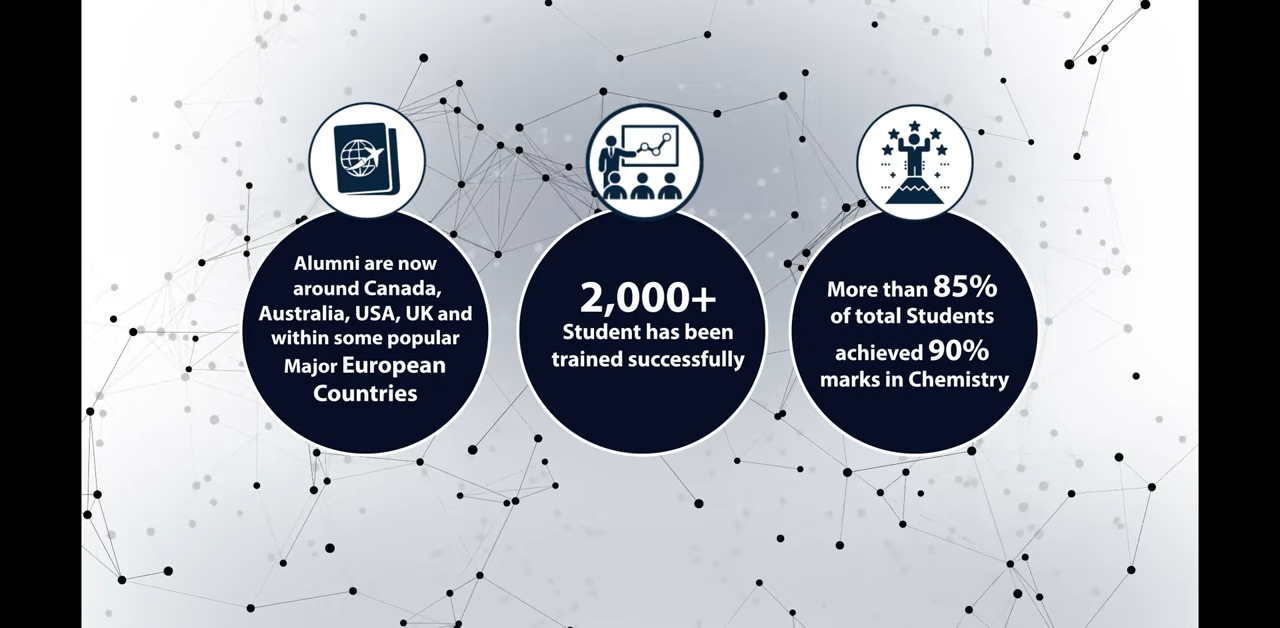 Alumni are now
around Canada,
Australia, USA, UK and
within some popular
Major European
Countries
2,000+
Student has been
trained successfully
More than 85%
of total Students
achieved 90%
marks in Chemistry